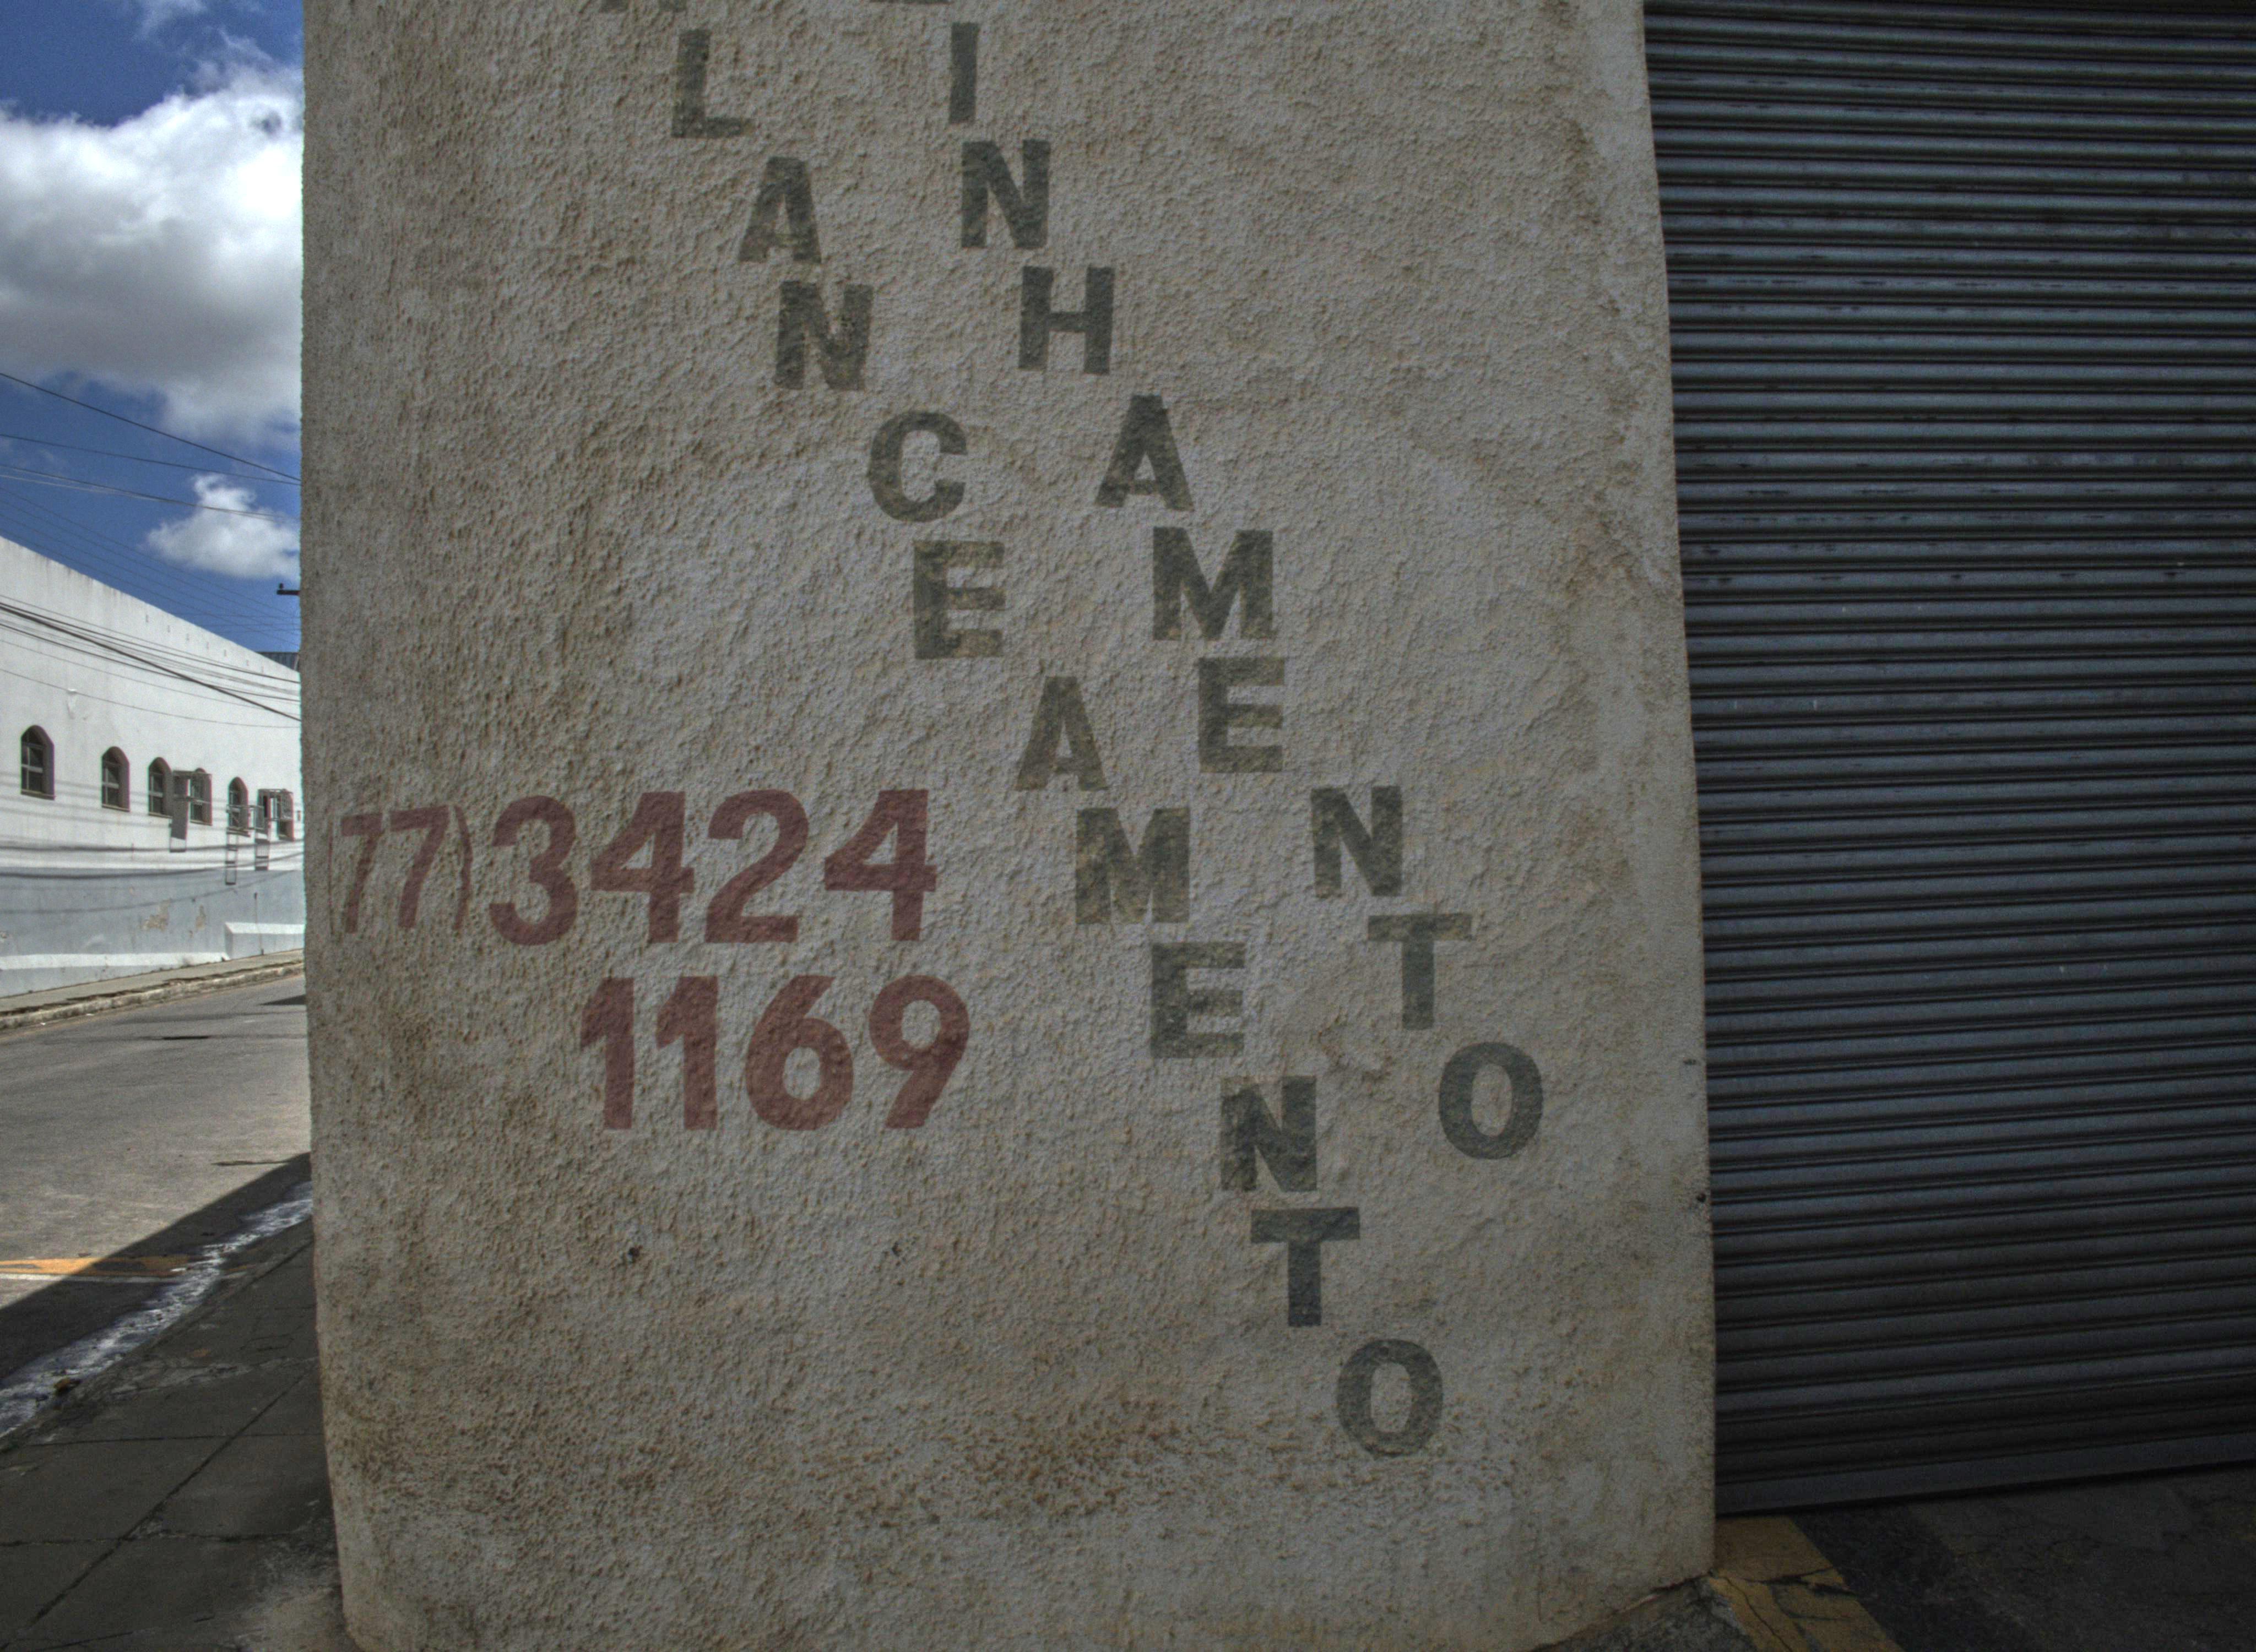 LANCEAMENTO
INHAMENTO
(77)3424
1169